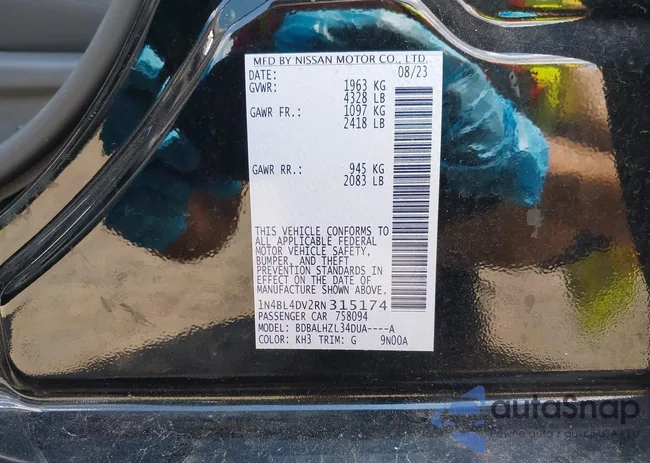 MFD BY NISSAN MOTOR CO., LTD.
DATE: 08/23
GVWR: 1963 KG
4328 LB
GAWR FR.: 1097 KG
2418 LB
GAWR RR.: 945 KG
2083 LB
THIS VEHICLE CONFORMS TO
ALL APPLICABLE FEDERAL
MOTOR VEHICLE SAFETY,
BUMPER, AND THEFT
PREVENTION STANDARDS IN
EFFECT ON THE DATE OF
MANUFACTURE SHOWN ABOVE.
1N4BL4DV2RN315174
PASSENGER CAR 758094
MODEL: BDBALHZL34DUA----A
COLOR: KH3 TRIM: G 9N00A
autoSnap
pewne auta z aukcji